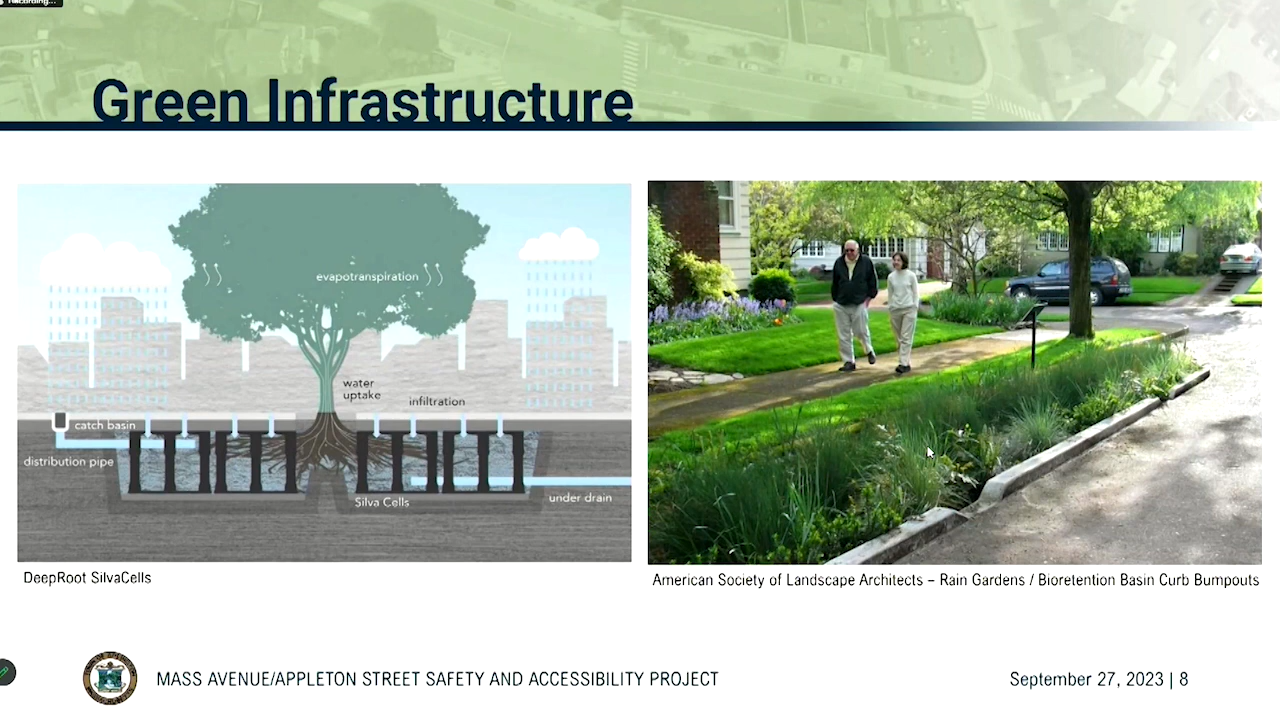 Recording...
Green Infrastructure
evapotranspiration
water
uptake
infiltration
catch basin
distribution pipe
Silva Cells
under drain
DeepRoot SilvaCells
American Society of Landscape Architects – Rain Gardens / Bioretention Basin Curb Bumpouts
MASS AVENUE/APPLETON STREET SAFETY AND ACCESSIBILITY PROJECT
September 27, 2023 | 8